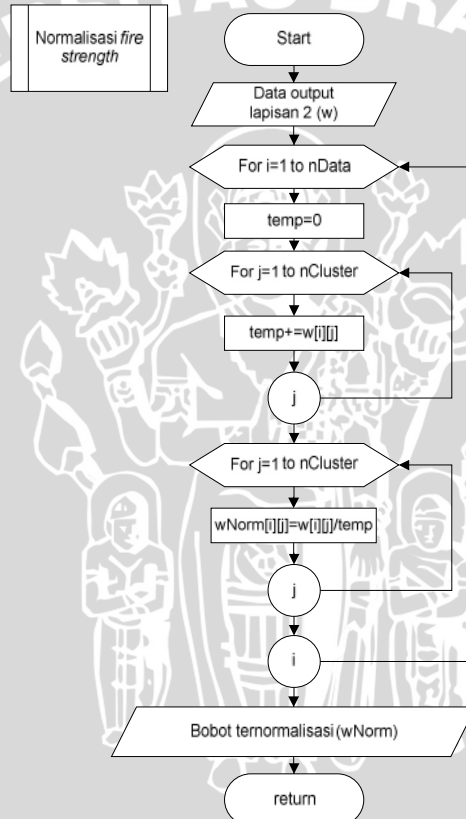 Normalisasi fire
strength
Start
Data output
lapisan 2 (w)
For i=1 to nData
temp=0
For j=1 to nCluster
temp+=w[i][j]
j
For j=1 to nCluster
wNorm[i][j]=w[i][j]/temp
j
i
Bobot ternormalisasi (wNorm)
return